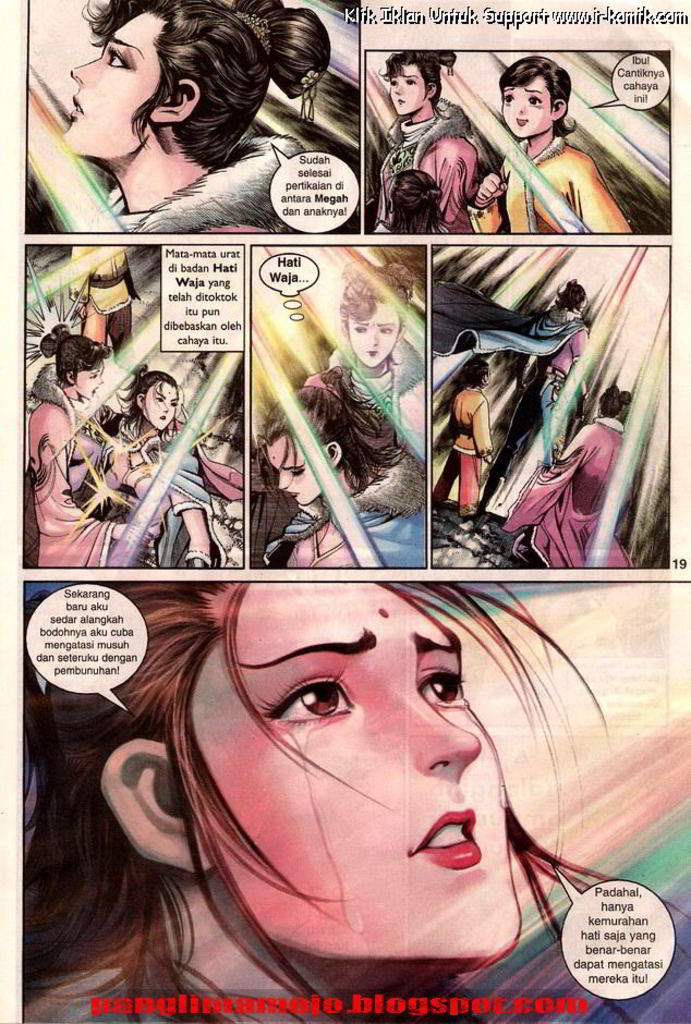 Klik Iklan Untuk Support www.ir-komik.com
Sudah
selesai
pertikaian di
antara Megah
dan anaknya!
Ibu!
Cantiknya
cahaya
ini!
Mata-mata urat
di badan Hati
Waja yang
telah ditoktok
itu pun
dibebaskan oleh
cahaya itu.
Hati
Waja...
19
Sekarang
baru aku
sedar alangkah
bodohnya aku cuba
mengatasi musuh
dan seteruku dengan
pembunuhan!
Padahal,
hanya
kemurahan
hati saja yang
benar-benar
dapat mengatasi
mereka itu!
panglimamojo.blogspot.com